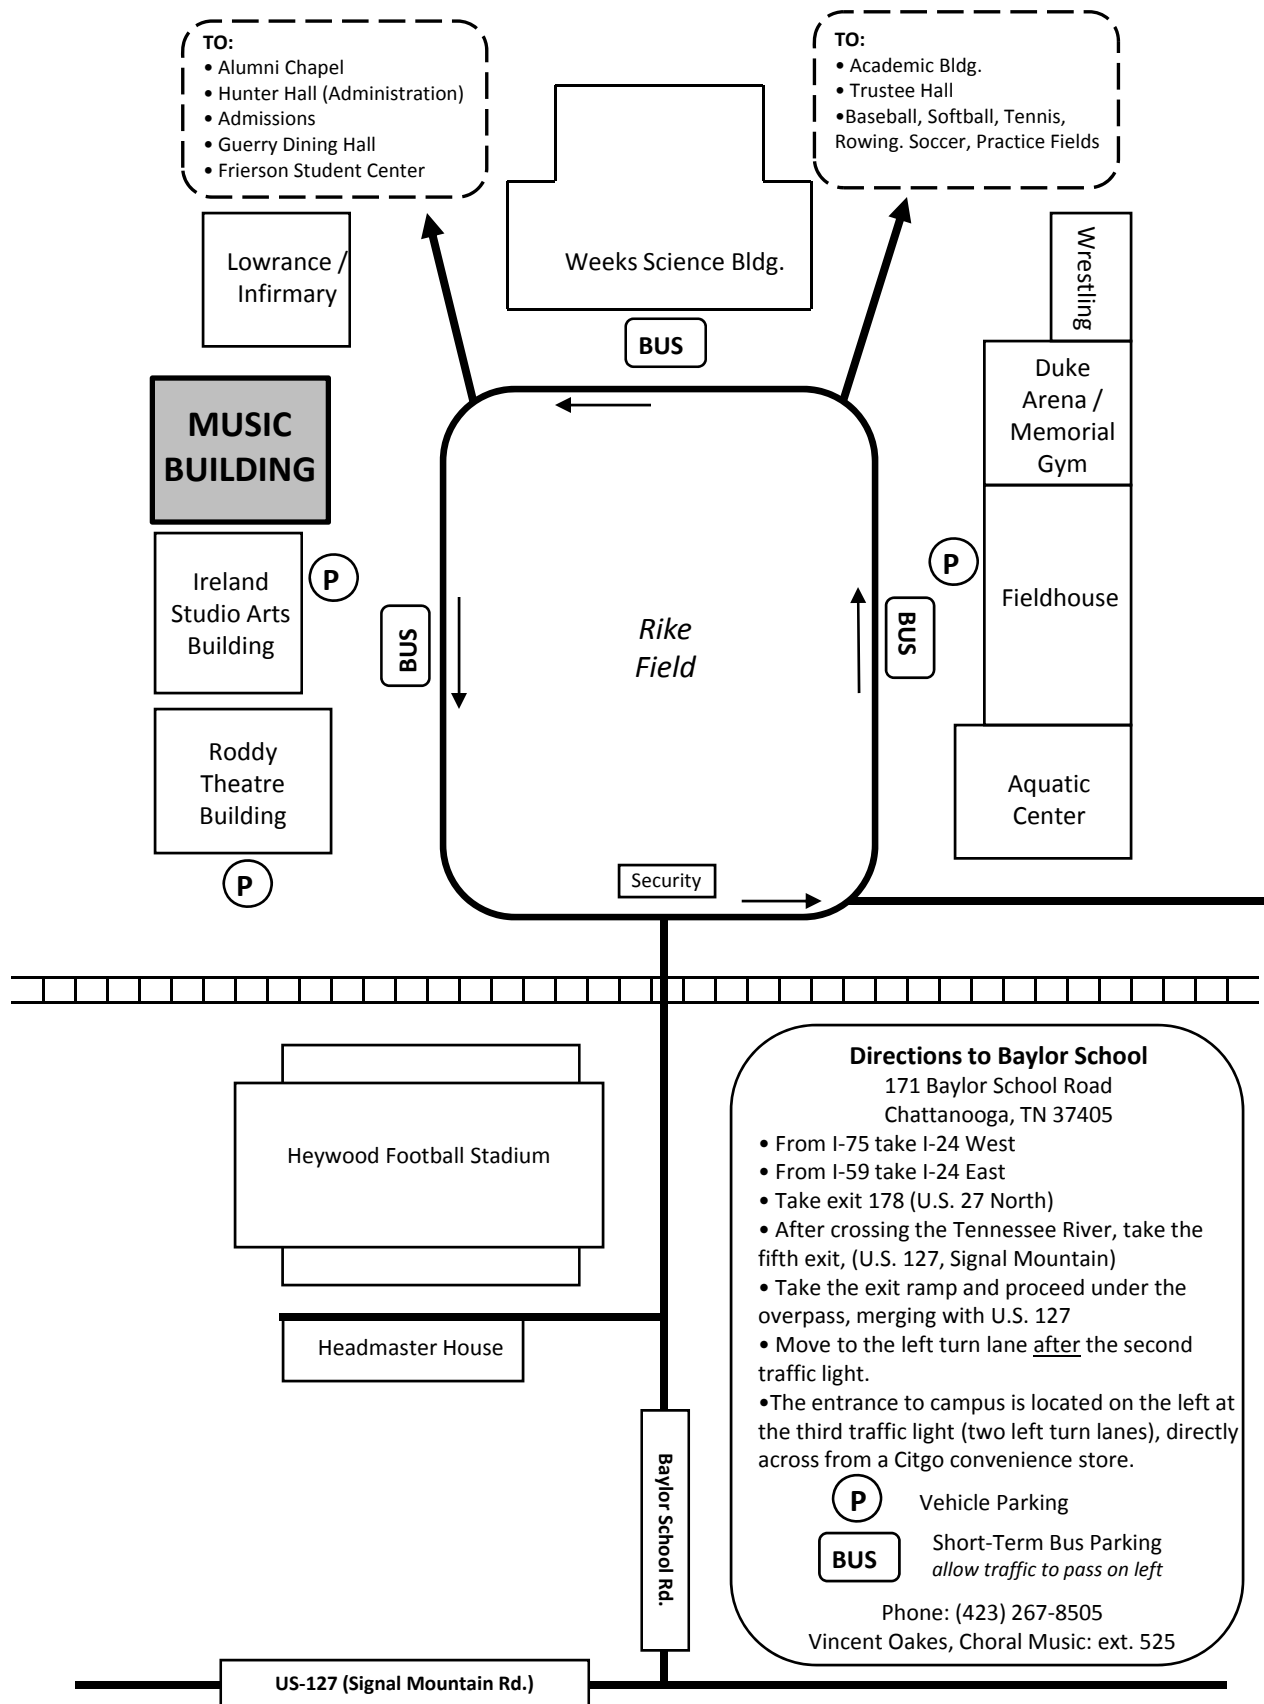 TO:
• Alumni Chapel
• Hunter Hall (Administration)
• Admissions
• Guerry Dining Hall
• Frierson Student Center
TO:
• Academic Bldg.
• Trustee Hall
•Baseball, Softball, Tennis,
Rowing. Soccer, Practice Fields
Weeks Science Bldg.
BUS
Lowrance /
Infirmary
Wrestling
MUSIC
BUILDING
Duke
Arena /
Memorial
Gym
Ireland
Studio Arts
Building
P
BUS
Rike
Field
BUS
P
Fieldhouse
Roddy
Theatre
Building
P
Aquatic
Center
Security
Heywood Football Stadium
Headmaster House
Baylor School Rd.
US-127 (Signal Mountain Rd.)
Directions to Baylor School
171 Baylor School Road
Chattanooga, TN 37405
• From I-75 take I-24 West
• From I-59 take I-24 East
• Take exit 178 (U.S. 27 North)
• After crossing the Tennessee River, take the
fifth exit, (U.S. 127, Signal Mountain)
• Take the exit ramp and proceed under the
overpass, merging with U.S. 127
• Move to the left turn lane after the second
traffic light.
•The entrance to campus is located on the left at
the third traffic light (two left turn lanes), directly
across from a Citgo convenience store.
P Vehicle Parking
BUS Short-Term Bus Parking
allow traffic to pass on left
Phone: (423) 267-8505
Vincent Oakes, Choral Music: ext. 525